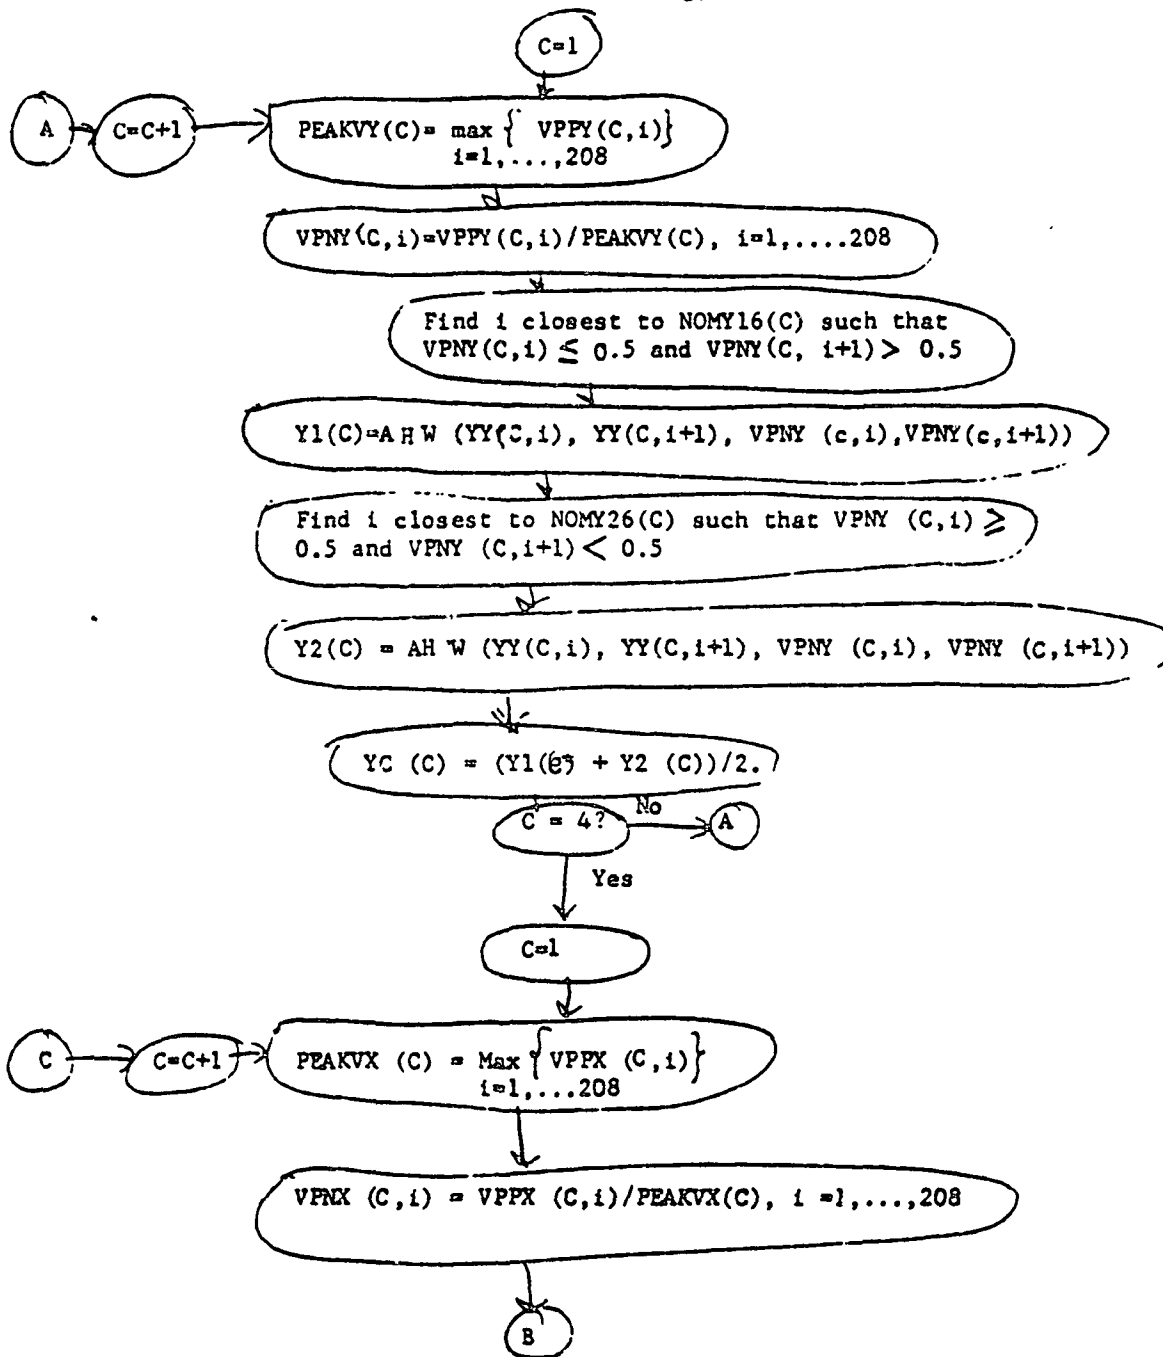 C=1
A
C=C+1
PEAKVY(C)= max { VPPY(C,i)}
i=1,...,208
VPNY(C,i)=VPPY(C,i)/PEAKVY(C), i=1,....208
Find i closest to NOMY16(C) such that
VPNY(C,i) ≤ 0.5 and VPNY(C, i+1) > 0.5
Y1(C)=AHW (YY(C,i), YY(C,i+1), VPNY (c,i),VPNY(c,i+1))
Find i closest to NOMY26(C) such that VPNY (C,i) ≥
0.5 and VPNY (C,i+1) < 0.5
Y2(C) = AHW (YY(C,i), YY(C,i+1), VPNY (C,i), VPNY (C,i+1))
YC (C) = (Y1(C) + Y2 (C))/2.
C = 4?
No
A
Yes
C=1
C
C=C+1
PEAKVX (C) = Max {VPPX (C,i)}
i=1,...208
VPNX (C,i) = VPPX (C,i)/PEAKVX(C), i =1,...,208
B